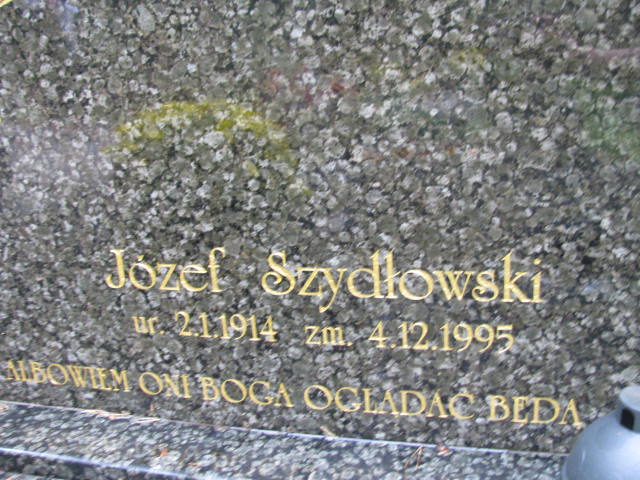 Józef Szydłowski
ur. 2.1.1914 zm. 4.12.1995
ALBOWIEM ONI BOGA OGLĄDAĆ BĘDĄ